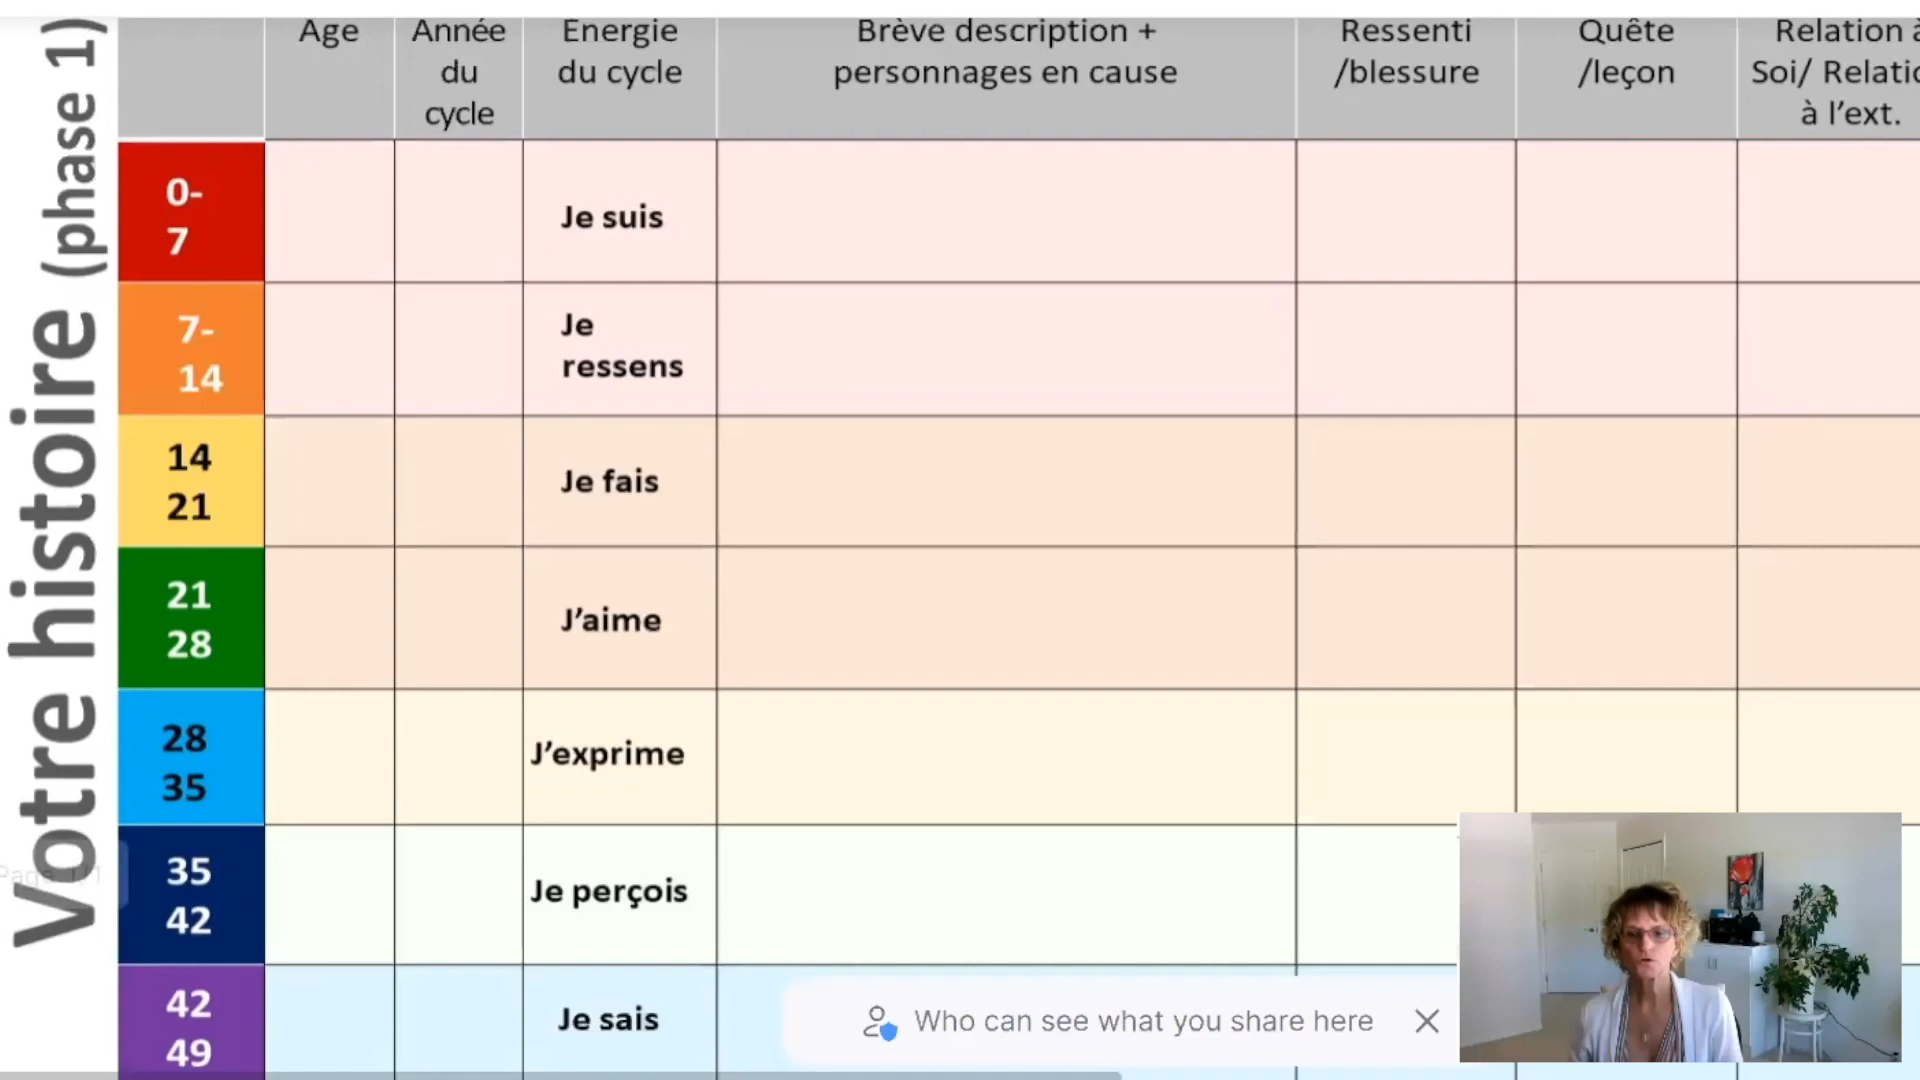 Votre histoire (phase 1)
Age
Année
du
cycle
Energie
du cycle
Brève description +
personnages en cause
Ressenti
/blessure
Quête
/leçon
Relation à
Soi/ Relatio
à l’ext.
0-
7
Je suis
7-
14
Je
ressens
14
21
Je fais
21
28
J’aime
28
35
J’exprime
35
42
Je perçois
42
49
Je sais
Who can see what you share here